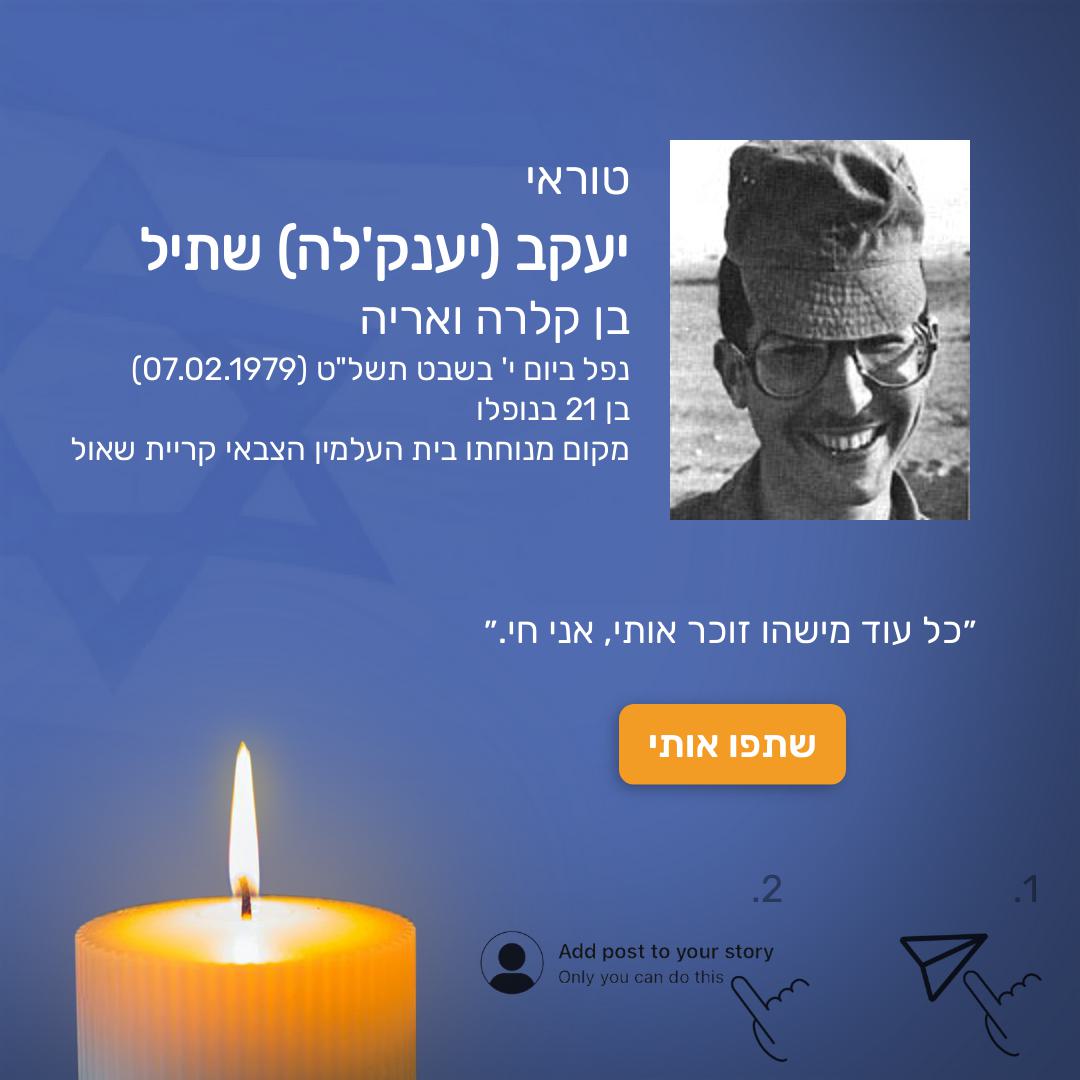 טוראי
יעקב (יענק'לה) שתיל
בן קלרה ואריה
נפל ביום י' בשבט תשל"ט (07.02.1979)
בן 21 בנופלו
מקום מנוחתו בית העלמין הצבאי קריית שאול
״כל עוד מישהו זוכר אותי, אני חי.״
שתפו אותי
.1
.2
Add post to your story
Only you can do this